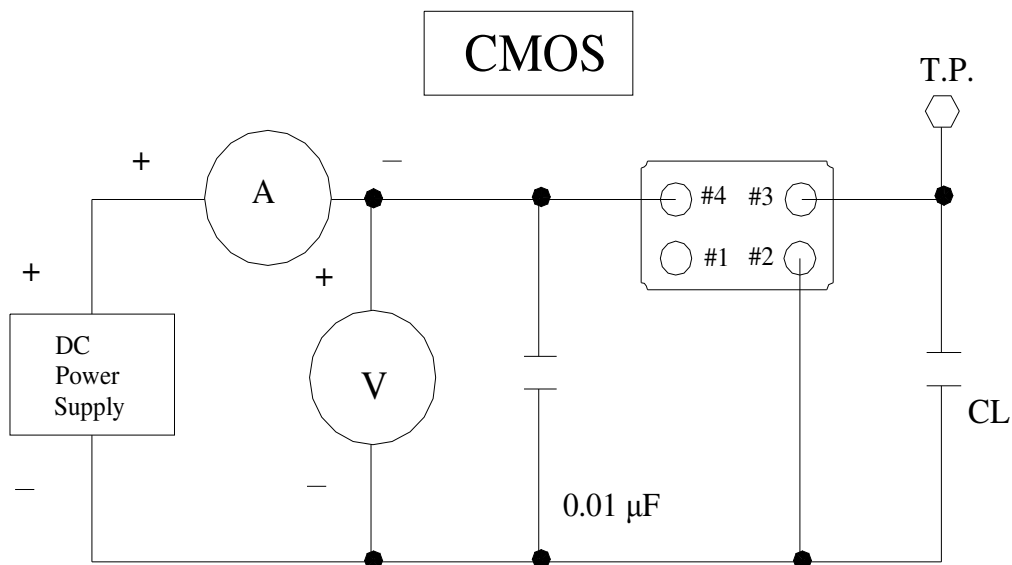 CMOS
T.P.
+
–
A
#4 #3
#1 #2
+
+
DC
Power
Supply
V
CL
–
–
0.01 μF